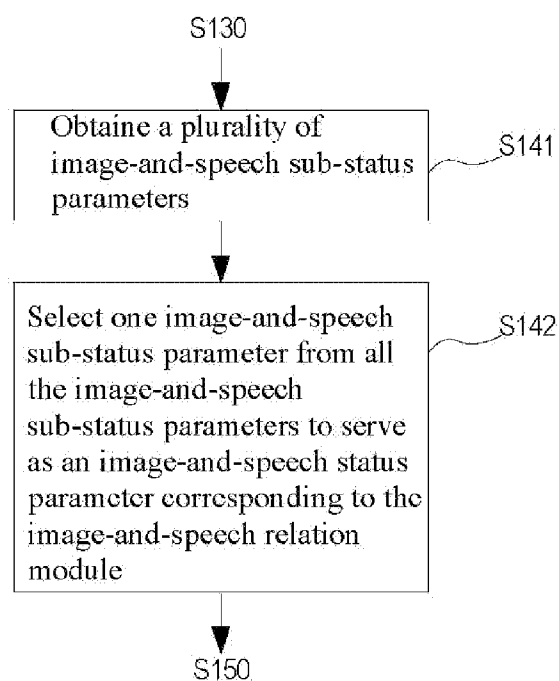 S130
Obtaine a plurality of
image-and-speech sub-status
parameters
S141
Select one image-and-speech
sub-status parameter from all
the image-and-speech
sub-status parameters to serve
as an image-and-speech status
parameter corresponding to the
image-and-speech relation
module
S142
S150